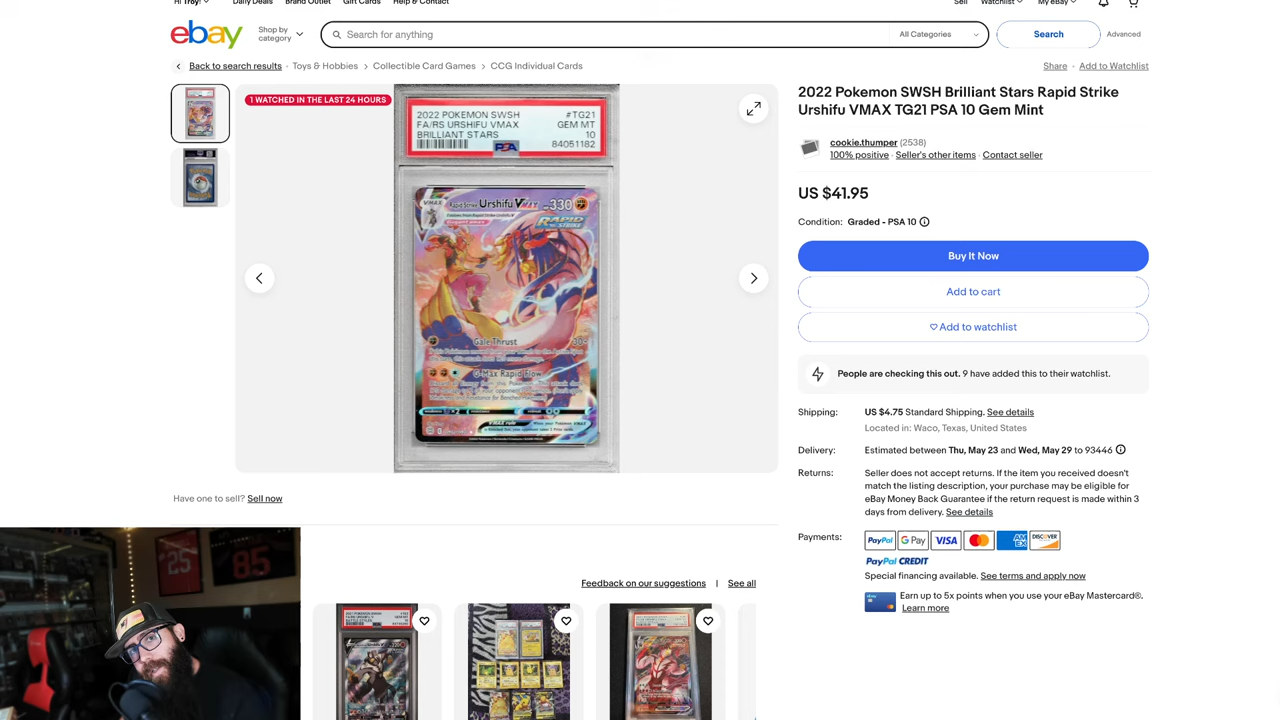 Hi Troy!
Daily Deals
Brand Outlet
Gift Cards
Help & Contact
Sell
Watchlist
My eBay
ebay
Shop by
category
Search for anything
All Categories
Search
Advanced
Back to search results
Toys & Hobbies
Collectible Card Games
CCG Individual Cards
Share
Add to Watchlist
1 WATCHED IN THE LAST 24 HOURS
2022 POKEMON SWSH #TG21
FA/RS URSHIFU VMAX GEM MT
BRILLIANT STARS 10
PSA 84051182
VMAX
Rapid Strike Urshifu VMAX 330
RAPID
STRIKE
Gale Thrust 30+
G-Max Rapid Flow
2022 Pokemon SWSH Brilliant Stars Rapid Strike
Urshifu VMAX TG21 PSA 10 Gem Mint
cookie.thumper (2538)
100% positive · Seller's other items · Contact seller
US $41.95
Condition: Graded - PSA 10
Buy It Now
Add to cart
Add to watchlist
People are checking this out. 9 have added this to their watchlist.
Shipping: US $4.75 Standard Shipping. See details
Located in: Waco, Texas, United States
Delivery: Estimated between Thu, May 23 and Wed, May 29 to 93446
Returns: Seller does not accept returns. If the item you received doesn't
match the listing description, your purchase may be eligible for
eBay Money Back Guarantee if the return request is made within 3
days from delivery. See details
Payments: PayPal G Pay VISA AM EX DISCOVER
PayPal CREDIT
Special financing available. See terms and apply now
Earn up to 5x points when you use your eBay Mastercard®.
Learn more
Have one to sell? Sell now
Feedback on our suggestions | See all
25
85